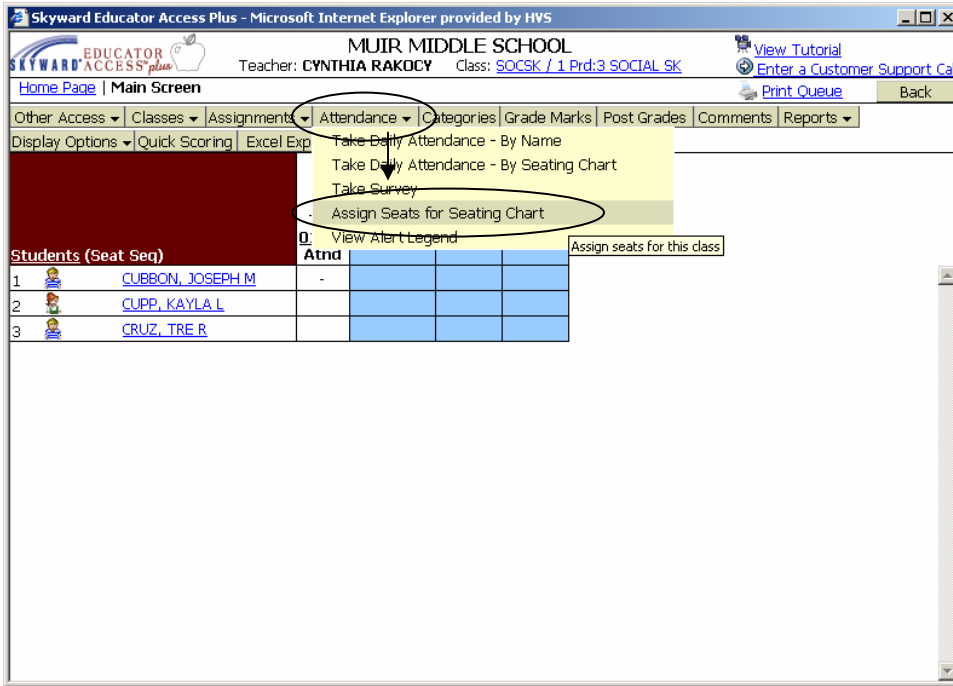 Skyward Educator Access Plus - Microsoft Internet Explorer provided by HVS
SKYWARD EDUCATOR ACCESS plus
MUIR MIDDLE SCHOOL
Teacher: CYNTHIA RAKOCY Class: SOCSK / 1 Prd:3 SOCIAL SK
View Tutorial
Enter a Customer Support Ca
Home Page | Main Screen
Print Queue Back
Other Access Classes Assignments Attendance Categories Grade Marks Post Grades Comments Reports
Display Options Quick Scoring Excel Exp
Take Daily Attendance - By Name
Take Daily Attendance - By Seating Chart
Take Survey
Assign Seats for Seating Chart
View Alert Legend
Assign seats for this class
Students (Seat Seq) Atnd
1 CUBBON, JOSEPH M -
2 CUPP, KAYLA L
3 CRUZ, TRE R